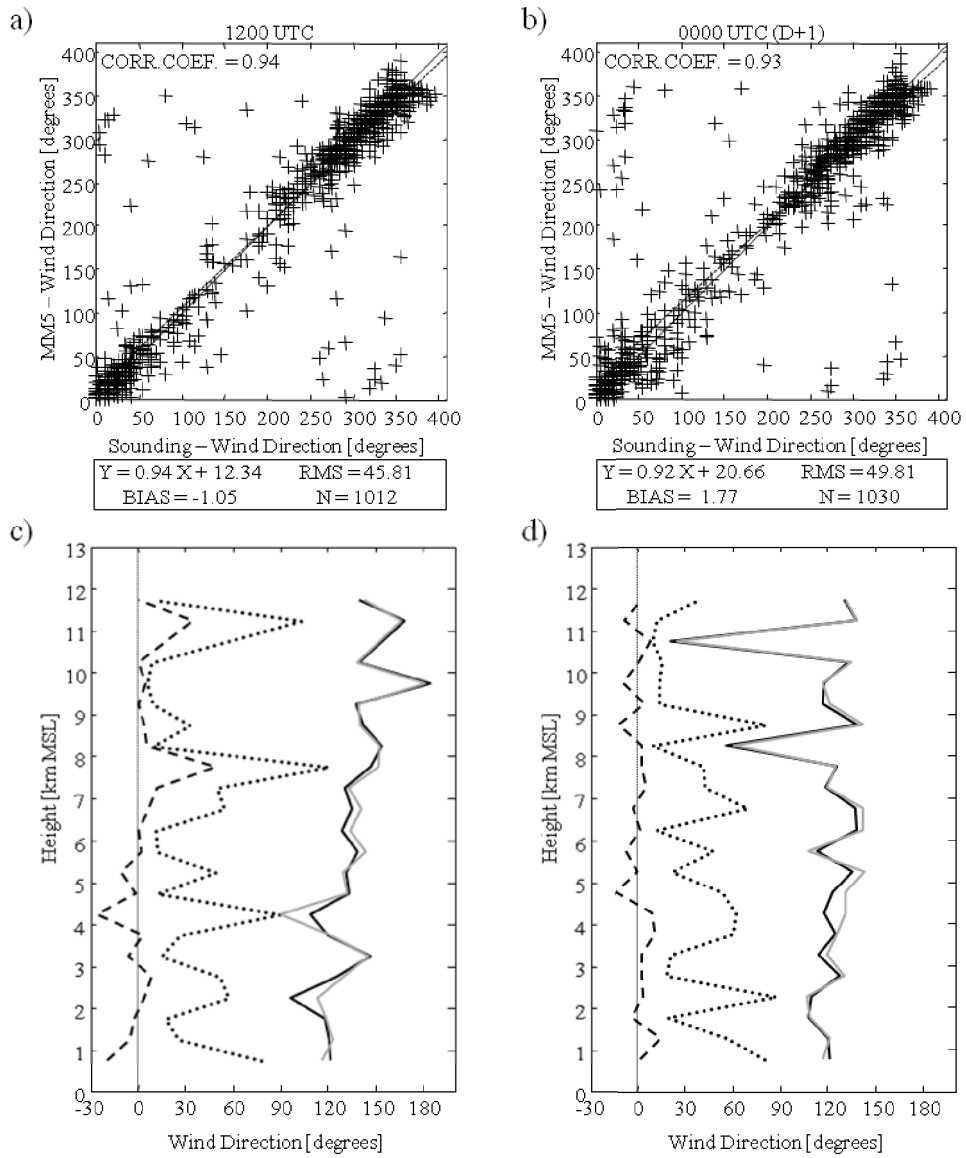 a)
1200 UTC
CORR.COEF. = 0.94
400
350
300
250
200
150
100
50
0
MM5 – Wind Direction [degrees]
0 50 100 150 200 250 300 350 400
Sounding – Wind Direction [degrees]
Y = 0.94 X + 12.34 RMS = 45.81
BIAS = -1.05 N = 1012
b)
0000 UTC (D+1)
CORR.COEF. = 0.93
400
350
300
250
200
150
100
50
0
MM5 – Wind Direction [degrees]
0 50 100 150 200 250 300 350 400
Sounding – Wind Direction [degrees]
Y = 0.92 X + 20.66 RMS = 49.81
BIAS = 1.77 N = 1030
c)
13
12
11
10
9
8
7
6
5
4
3
2
1
0
Height [km MSL]
-30 0 30 60 90 120 150 180
Wind Direction [degrees]
d)
13
12
11
10
9
8
7
6
5
4
3
2
1
0
Height [km MSL]
-30 0 30 60 90 120 150 180
Wind Direction [degrees]